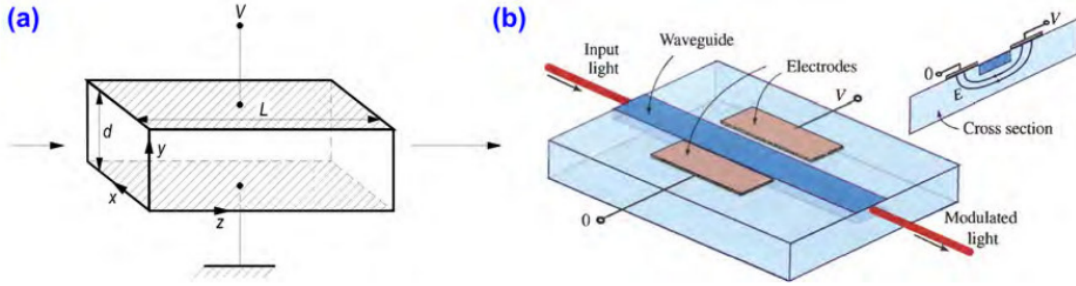 (a)
V
L
d
y
x
z
(b)
Input
light
Waveguide
Electrodes
V
0
Modulated
light
V
0
E
Cross section